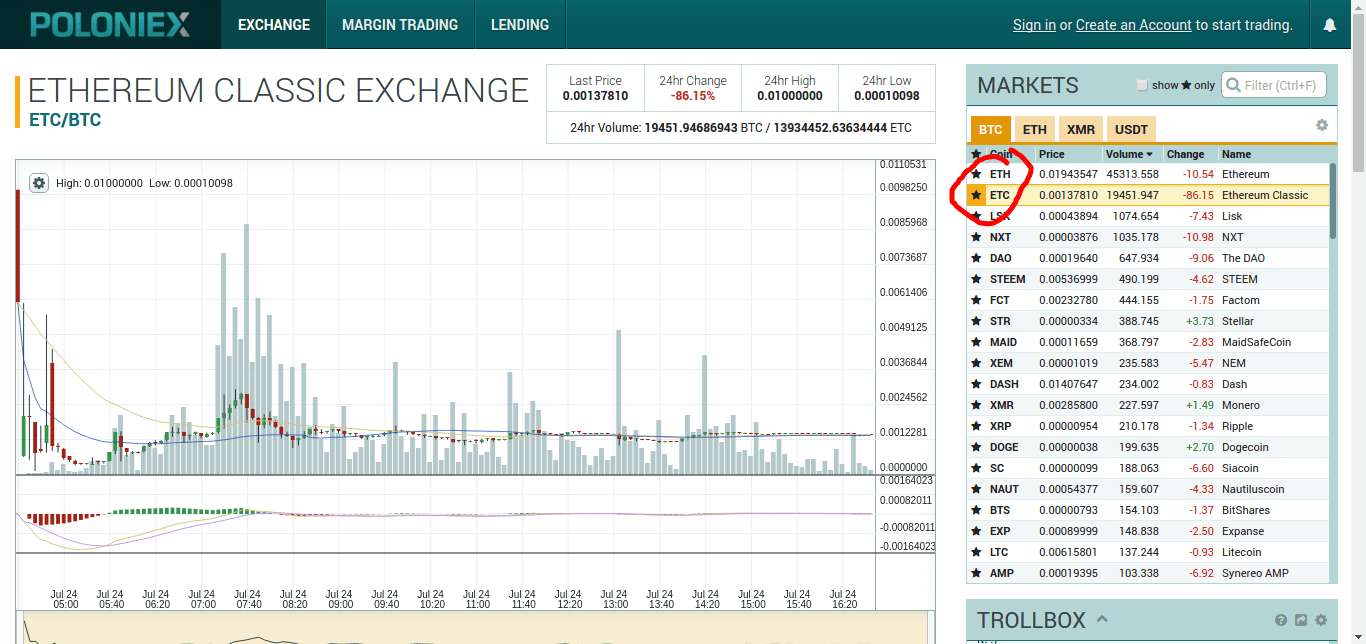 POLONIEX
EXCHANGE
MARGIN TRADING
LENDING
Sign in or Create an Account to start trading.
ETHEREUM CLASSIC EXCHANGE
ETC/BTC
Last Price
0.00137810
24hr Change
-86.15%
24hr High
0.01000000
24hr Low
0.00010098
24hr Volume: 19451.94686943 BTC / 13934452.63634444 ETC
High: 0.01000000 Low: 0.00010098
0.0110531
0.0098250
0.0085968
0.0073687
0.0061406
0.0049125
0.0036844
0.0024562
0.0012281
0.0000000
0.00164023
0.00082011
-0.00082011
-0.00164023
Jul 24 05:00
Jul 24 05:40
Jul 24 06:20
Jul 24 07:00
Jul 24 07:40
Jul 24 08:20
Jul 24 09:00
Jul 24 09:40
Jul 24 10:20
Jul 24 11:00
Jul 24 11:40
Jul 24 12:20
Jul 24 13:00
Jul 24 13:40
Jul 24 14:20
Jul 24 15:00
Jul 24 15:40
Jul 24 16:20
MARKETS
show ★ only
Filter (Ctrl+F)
BTC ETH XMR USDT
★ Coin Price Volume ▾ Change Name
★ ETH 0.01943547 45313.558 -10.54 Ethereum
★ ETC 0.00137810 19451.947 -86.15 Ethereum Classic
★ LSK 0.00043894 1074.654 -7.43 Lisk
★ NXT 0.00003876 1035.178 -10.98 NXT
★ DAO 0.00019640 647.934 -9.06 The DAO
★ STEEM 0.00536999 490.199 -4.62 STEEM
★ FCT 0.00232780 444.155 -1.75 Factom
★ STR 0.00000334 388.745 +3.73 Stellar
★ MAID 0.00011659 368.797 -2.83 MaidSafeCoin
★ XEM 0.00001019 235.583 -5.47 NEM
★ DASH 0.01407647 234.002 -0.83 Dash
★ XMR 0.00285800 227.597 +1.49 Monero
★ XRP 0.00000954 210.178 -1.34 Ripple
★ DOGE 0.00000038 199.635 +2.70 Dogecoin
★ SC 0.00000099 188.063 -6.60 Siacoin
★ NAUT 0.00054377 159.607 -4.33 Nautiluscoin
★ BTS 0.00000793 154.103 -1.37 BitShares
★ EXP 0.00089999 148.838 -2.50 Expanse
★ LTC 0.00615801 137.244 -0.93 Litecoin
★ AMP 0.00019395 103.338 -6.92 Synereo AMP
TROLLBOX